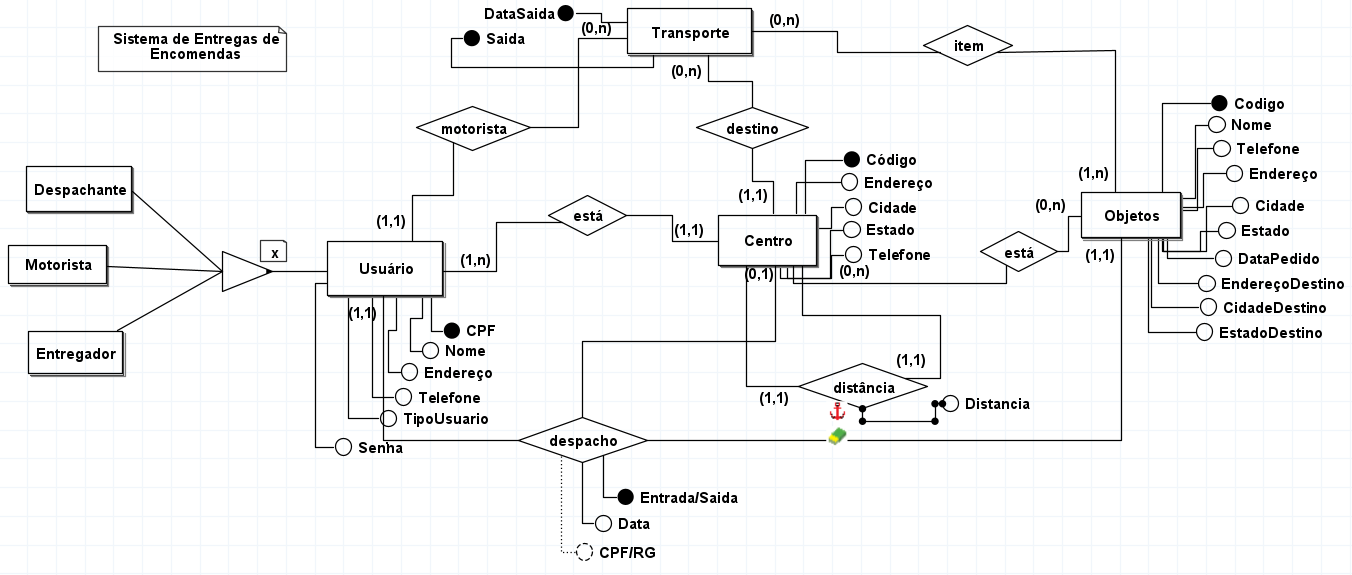 DataSaida
(0,n)
Transporte
(0,n)
Sistema de Entregas de
Encomendas
Saida
item
(0,n)
Codigo
motorista
destino
Nome
Telefone
Código
Endereço
(1,n)
Despachante
Endereço
(1,1)
Cidade
(0,n)
Cidade
(1,1)
está
Objetos
Estado
(1,1)
Estado
Centro
x
está
Telefone
(1,1)
DataPedido
Motorista
Usuário
(1,n)
(0,1)
(0,n)
EndereçoDestino
(1,1)
CidadeDestino
CPF
EstadoDestino
Entregador
Nome
(1,1)
Endereço
distância
Telefone
(1,1)
Distancia
TipoUsuario
despacho
Senha
Entrada/Saida
Data
CPF/RG